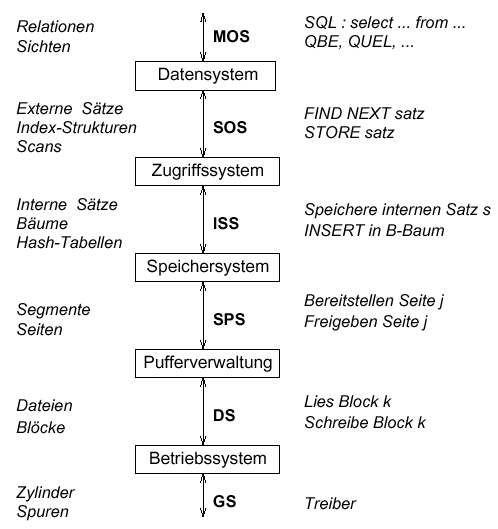 Relationen
Sichten
MOS
SQL : select ... from ...
QBE, QUEL, ...
Datensystem
Externe Sätze
Index-Strukturen
Scans
SOS
FIND NEXT satz
STORE satz
Zugriffssystem
Interne Sätze
Bäume
Hash-Tabellen
ISS
Speichere internen Satz s
INSERT in B-Baum
Speichersystem
Segmente
Seiten
SPS
Bereitstellen Seite j
Freigeben Seite j
Pufferverwaltung
Dateien
Blöcke
DS
Lies Block k
Schreibe Block k
Betriebssystem
Zylinder
Spuren
GS
Treiber